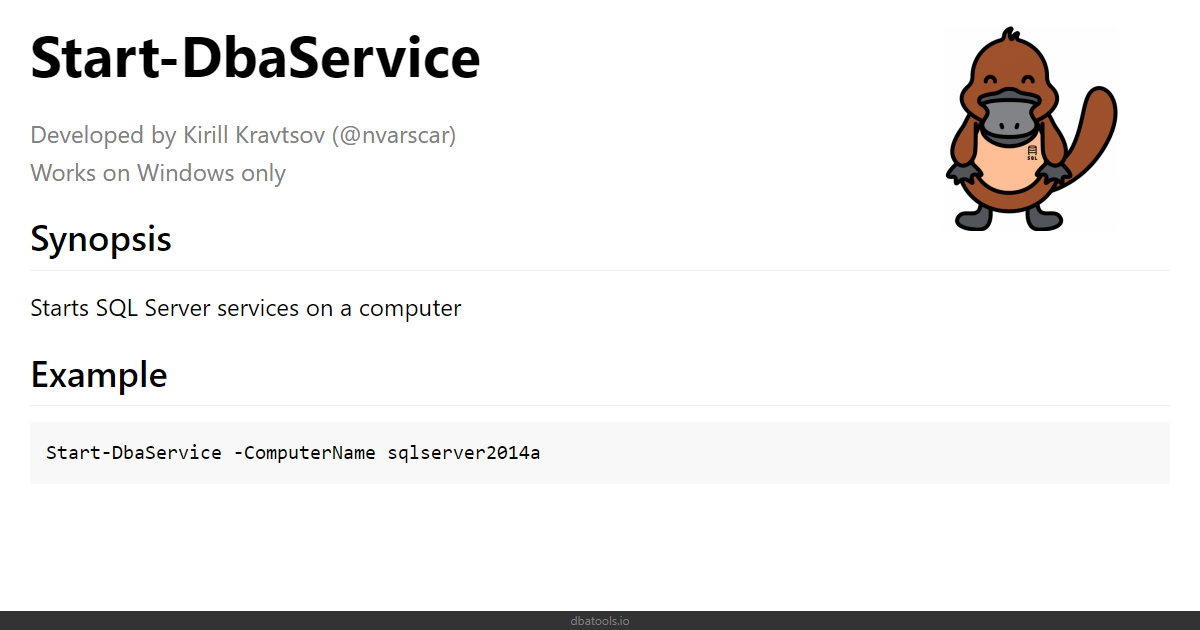 Start-DbaService
Developed by Kirill Kravtsov (@nvarscar)
Works on Windows only
SQL
Synopsis
Starts SQL Server services on a computer
Example
Start-DbaService -ComputerName sqlserver2014a
dbatools.io